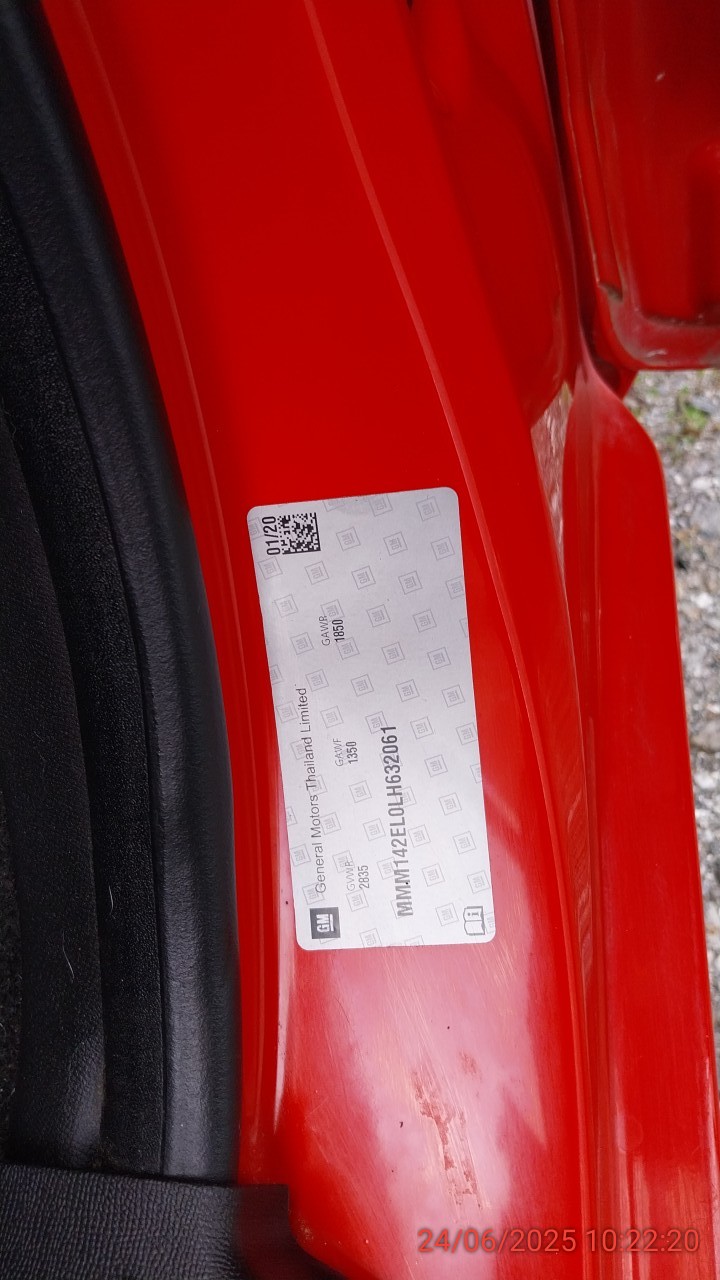 GM General Motors Thailand Limited 01/20
GVWR GAWF GAWR
2835 1350 1850
MMM142EL0LH632061
24/06/2025 10:22:20